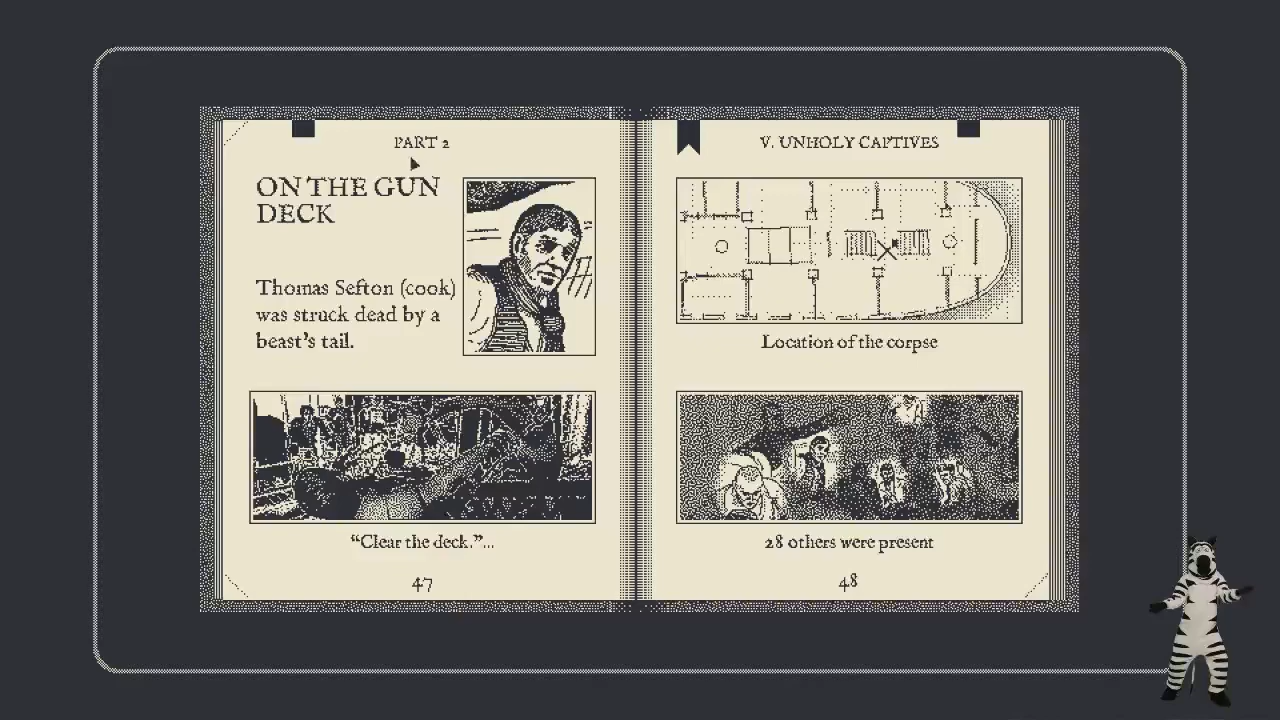 PART 2
ON THE GUN
DECK
Thomas Sefton (cook)
was struck dead by a
beast's tail.
"Clear the deck."...
47
V. UNHOLY CAPTIVES
Location of the corpse
28 others were present
48